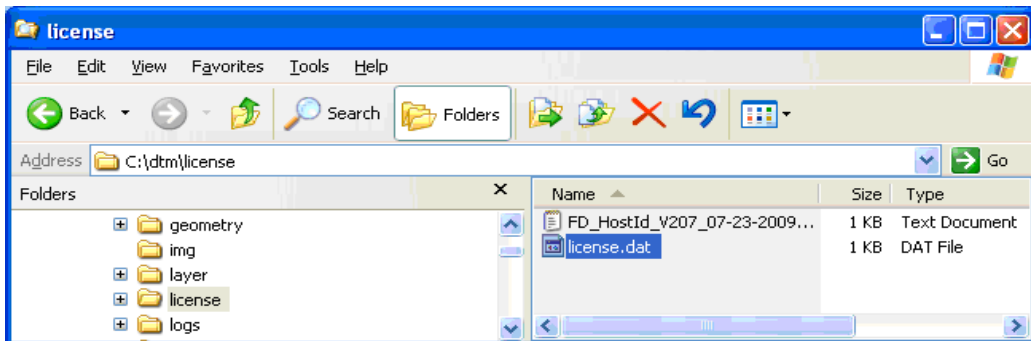 license
File Edit View Favorites Tools Help
Back Search Folders
Address C:\dtm\license Go
Folders x Name Size Type
geometry FD_HostId_V207_07-23-2009... 1 KB Text Document
img license.dat 1 KB DAT File
layer
license
logs